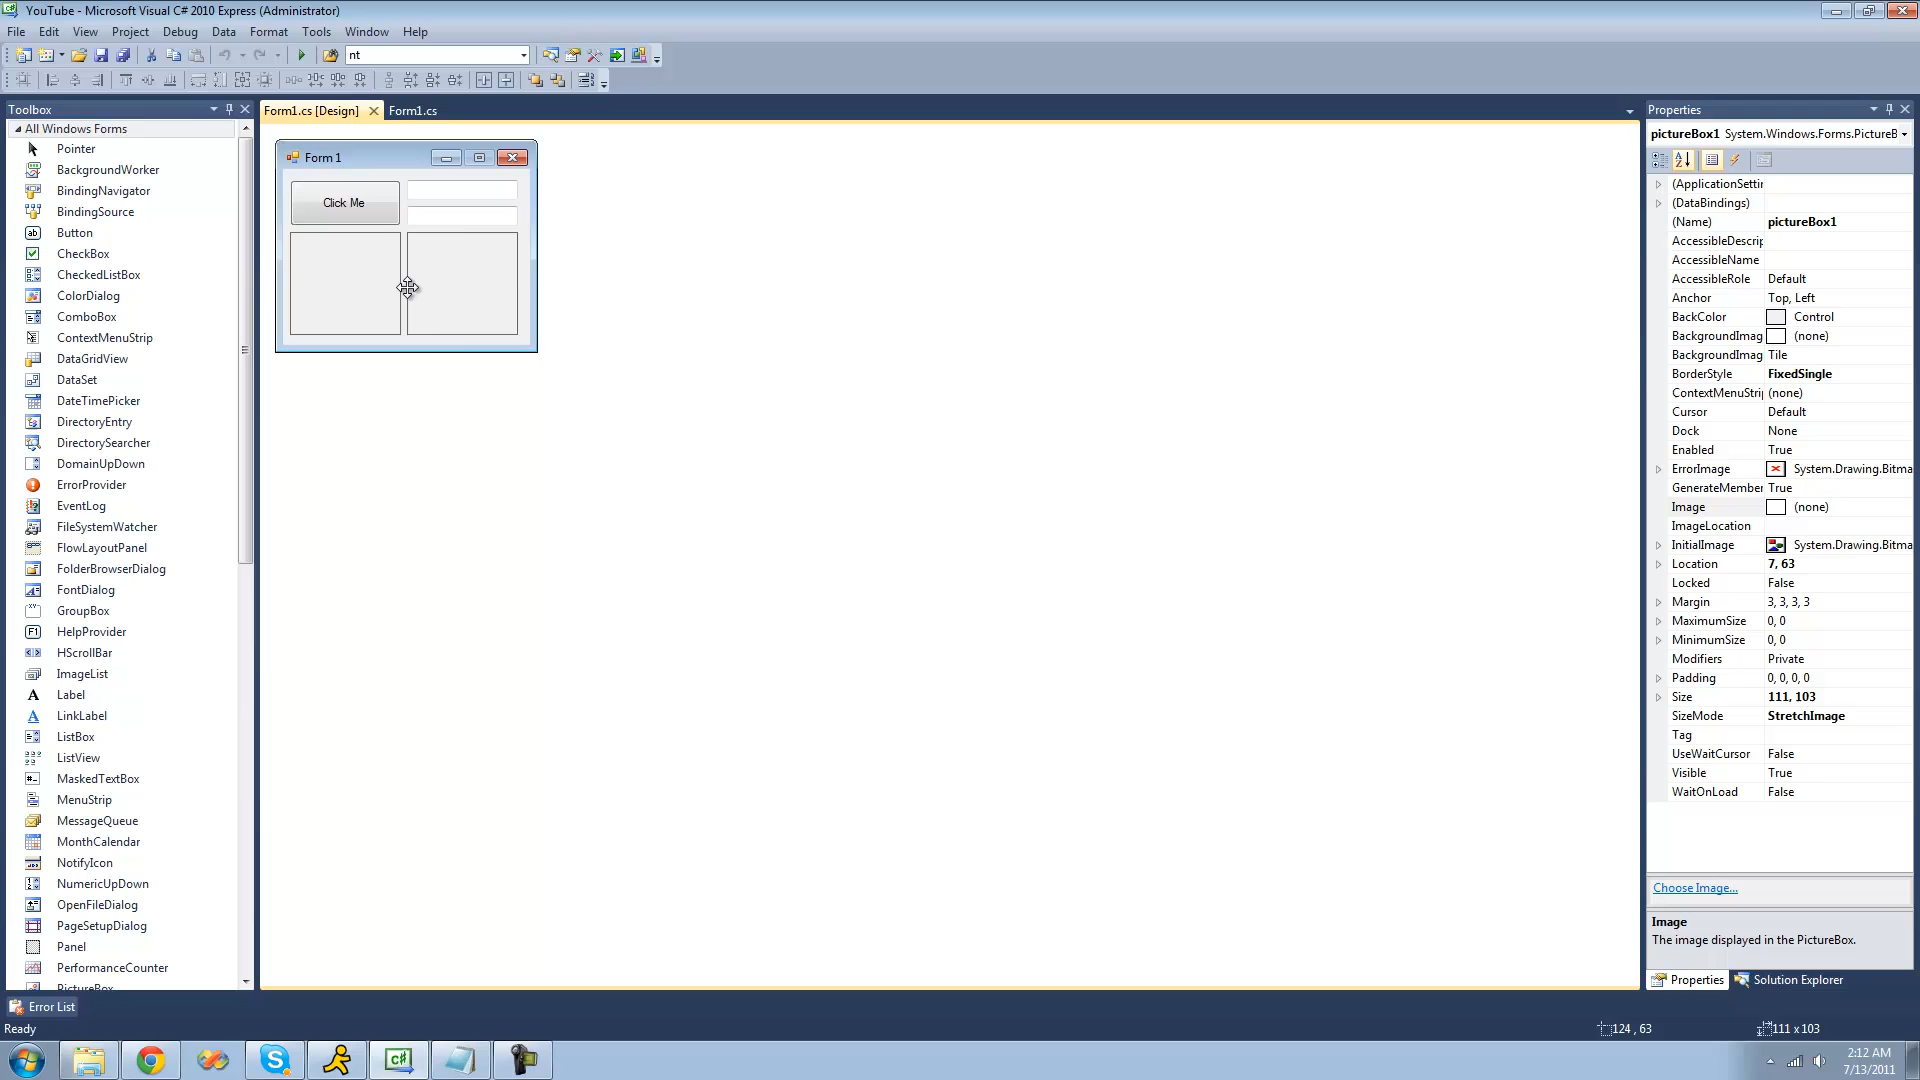 YouTube - Microsoft Visual C# 2010 Express (Administrator)
File Edit View Project Debug Data Format Tools Window Help
nt
Toolbox
Form1.cs [Design] Form1.cs
Properties
All Windows Forms
Pointer
BackgroundWorker
BindingNavigator
BindingSource
Button
CheckBox
CheckedListBox
ColorDialog
ComboBox
ContextMenuStrip
DataGridView
DataSet
DateTimePicker
DirectoryEntry
DirectorySearcher
DomainUpDown
ErrorProvider
EventLog
FileSystemWatcher
FlowLayoutPanel
FolderBrowserDialog
FontDialog
GroupBox
HelpProvider
HScrollBar
ImageList
Label
LinkLabel
ListBox
ListView
MaskedTextBox
MenuStrip
MessageQueue
MonthCalendar
NotifyIcon
NumericUpDown
OpenFileDialog
PageSetupDialog
Panel
PerformanceCounter
PictureBox
Form 1
Click Me
pictureBox1 System.Windows.Forms.PictureB
(ApplicationSettin
(DataBindings)
(Name) pictureBox1
AccessibleDescrip
AccessibleName
AccessibleRole Default
Anchor Top, Left
BackColor Control
BackgroundImag (none)
BackgroundImag Tile
BorderStyle FixedSingle
ContextMenuStrip (none)
Cursor Default
Dock None
Enabled True
ErrorImage System.Drawing.Bitma
GenerateMember True
Image (none)
ImageLocation
InitialImage System.Drawing.Bitma
Location 7, 63
Locked False
Margin 3, 3, 3, 3
MaximumSize 0, 0
MinimumSize 0, 0
Modifiers Private
Padding 0, 0, 0, 0
Size 111, 103
SizeMode StretchImage
Tag
UseWaitCursor False
Visible True
WaitOnLoad False
Choose Image...
Image
The image displayed in the PictureBox.
Properties Solution Explorer
Error List
Ready
124 , 63
111 x 103
2:12 AM
7/13/2011